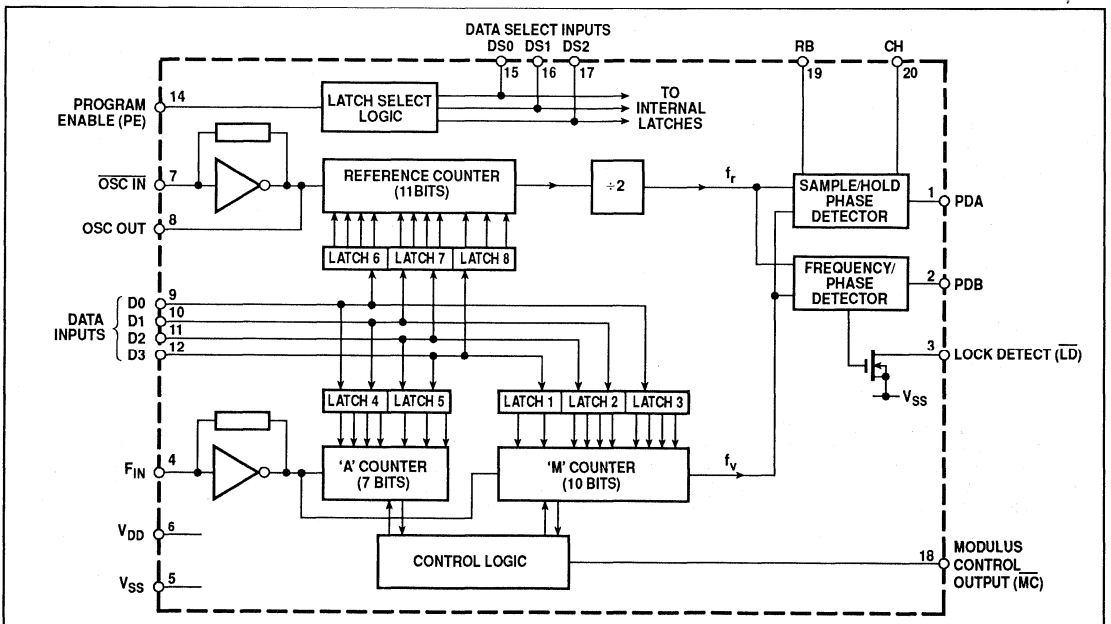 DATA SELECT INPUTS
DS0 DS1 DS2
15 16 17
RB
19
CH
20
PROGRAM
ENABLE (PE)
14
LATCH SELECT
LOGIC
TO
INTERNAL
LATCHES
O̅S̅C̅ ̅I̅N̅
7
OSC OUT
8
REFERENCE COUNTER
(11BITS)
÷2
fr
SAMPLE/HOLD
PHASE
DETECTOR
1
PDA
LATCH 6 LATCH 7 LATCH 8
FREQUENCY/
PHASE
DETECTOR
2
PDB
DATA
INPUTS
D0
9
D1
10
D2
11
D3
12
3
LOCK DETECT (L̅D̅)
VSS
LATCH 4 LATCH 5
LATCH 1 LATCH 2 LATCH 3
FIN
4
'A' COUNTER
(7 BITS)
'M' COUNTER
(10 BITS)
fv
VDD
6
VSS
5
CONTROL LOGIC
18
MODULUS
CONTROL
OUTPUT (M̅C̅)